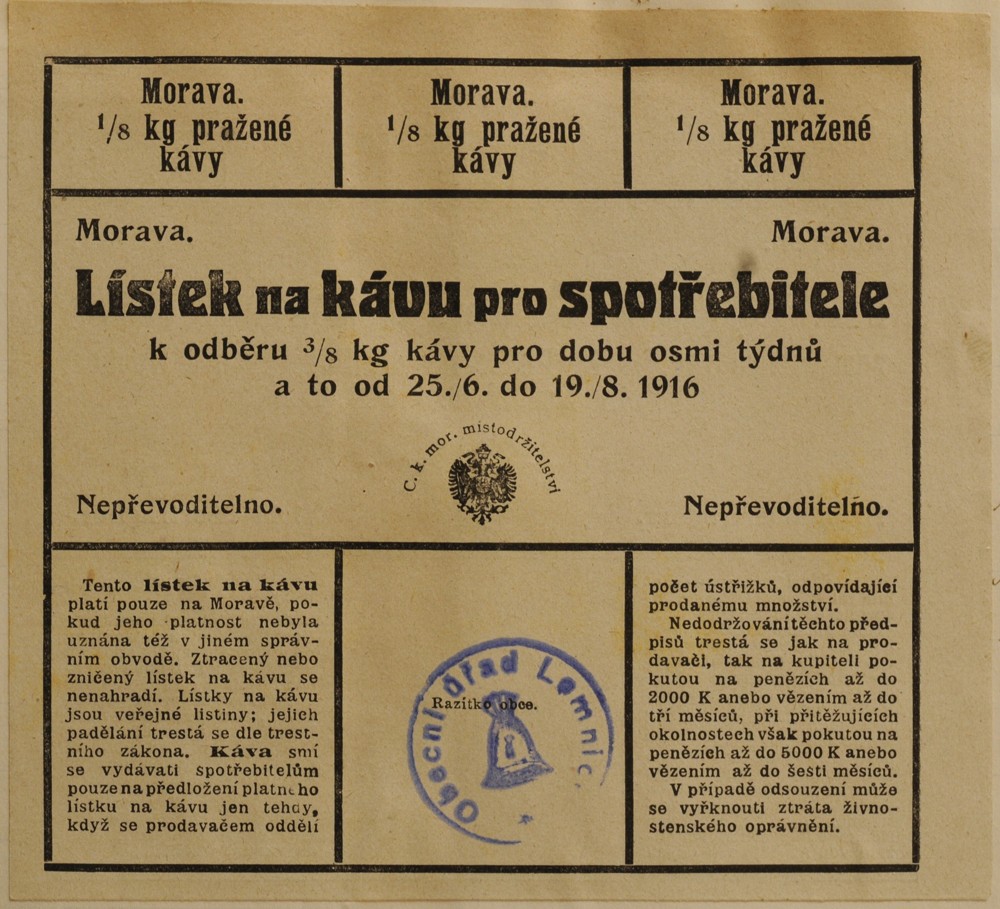 Morava.
1/8 kg pražené
kávy
Morava.
1/8 kg pražené
kávy
Morava.
1/8 kg pražené
kávy
Morava.
Morava.
Lístek na kávu pro spotřebitele
k odběru 3/8 kg kávy pro dobu osmi týdnů
a to od 25./6. do 19./8. 1916
C. k. mor. místodržitelství
Nepřevoditelno.
Nepřevoditelno.
Tento lístek na kávu
platí pouze na Moravě, po-
kud jeho platnost nebyla
uznána též v jiném správ-
ním obvodě. Ztracený nebo
zničený lístek na kávu se
nenahradí. Lístky na kávu
jsou veřejné listiny; jejich
padělání trestá se dle trest-
ního zákona. Káva smí
se vydávati spotřebitelům
pouze na předložení platného
lístku na kávu jen tehdy,
když se prodavačem oddělí
Razítko obce.
Obecní úřad Lomnic
počet ústřižků, odpovídající
prodanému množství.
Nedodržování těchto před-
pisů trestá se jak na pro-
davači, tak na kupiteli po-
kutou na penězích až do
2000 K anebo vězením až do
tří měsíců, při přitěžujících
okolnostech však pokutou na
penězích až do 5000 K anebo
vězením až do šesti měsíců.
V případě odsouzení může
se vyřknouti ztráta živno-
stenského oprávnění.